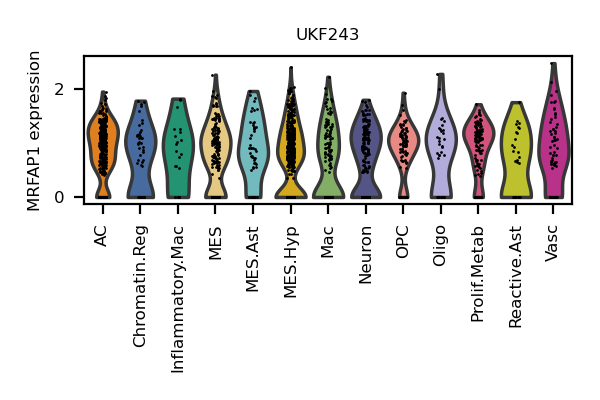 UKF243
MRFAP1 expression
2
0
AC
Chromatin.Reg
Inflammatory.Mac
MES
MES.Ast
MES.Hyp
Mac
Neuron
OPC
Oligo
Prolif.Metab
Reactive.Ast
Vasc